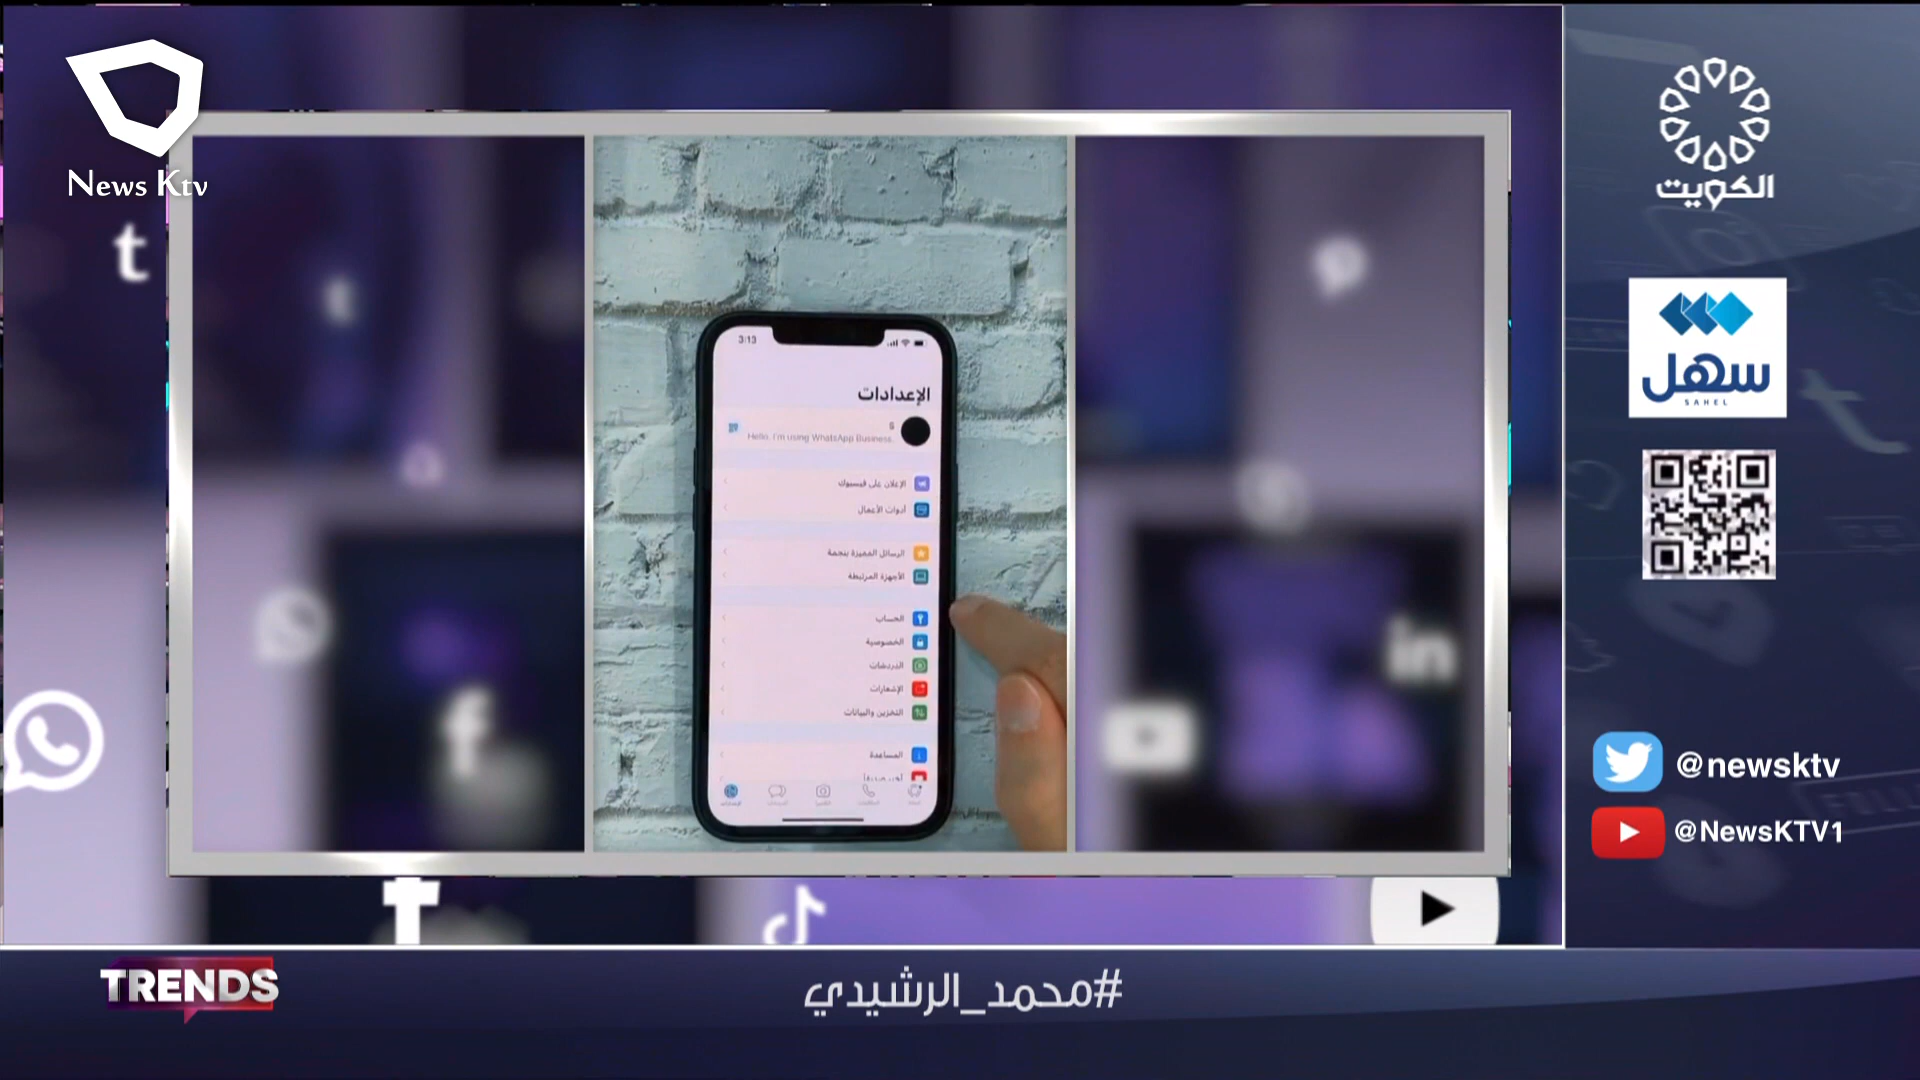 News Ktv
الكويت
سهل
SAHEL
3:13
الإعدادات
S
Hello, I'm using WhatsApp Business.
الإعلان على فيسبوك
أدوات الأعمال
الرسائل المميزة بنجمة
الأجهزة المرتبطة
الحساب
الخصوصية
الدردشات
الإشعارات
التخزين والبيانات
المساعدة
الإعدادات
@newsktv
@NewsKTV1
TRENDS
#محمد_الرشيدي